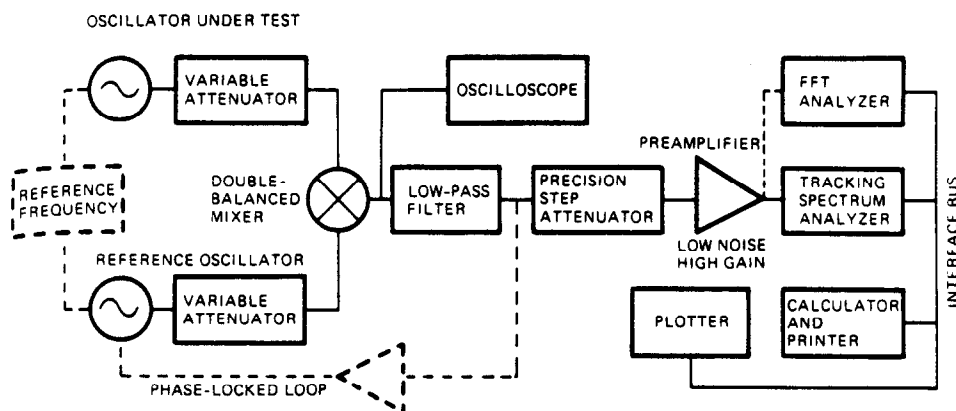 OSCILLATOR UNDER TEST
VARIABLE
ATTENUATOR
OSCILLOSCOPE
FFT
ANALYZER
REFERENCE
FREQUENCY
DOUBLE-
BALANCED
MIXER
LOW-PASS
FILTER
PRECISION
STEP
ATTENUATOR
PREAMPLIFIER
LOW NOISE
HIGH GAIN
TRACKING
SPECTRUM
ANALYZER
REFERENCE OSCILLATOR
VARIABLE
ATTENUATOR
PHASE-LOCKED LOOP
PLOTTER
CALCULATOR
AND
PRINTER
INTERFACE BUS